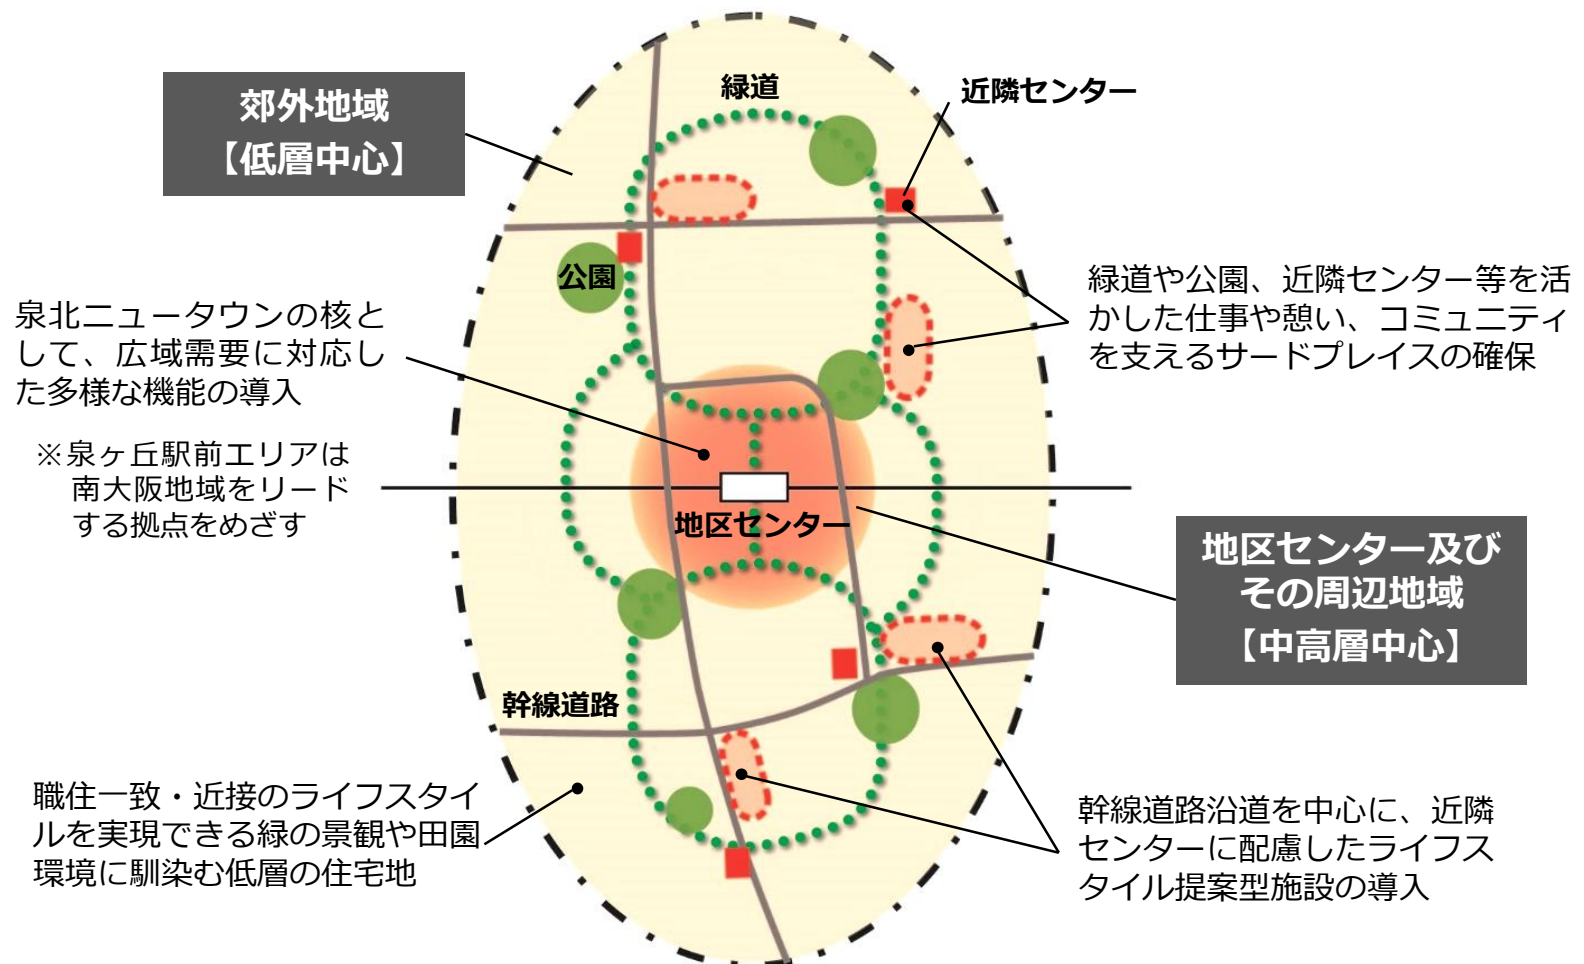 緑道
近隣センター
郊外地域
【低層中心】
公園
緑道や公園、近隣センター等を活
かした仕事や憩い、コミュニティ
を支えるサードプレイスの確保
泉北ニュータウンの核と
して、広域需要に対応し
た多様な機能の導入
※泉ヶ丘駅前エリアは
南大阪地域をリード
する拠点をめざす
地区センター
地区センター及び
その周辺地域
【中高層中心】
幹線道路
職住一致・近接のライフスタイ
ルを実現できる緑の景観や田園
環境に馴染む低層の住宅地
幹線道路沿道を中心に、近隣
センターに配慮したライフス
タイル提案型施設の導入